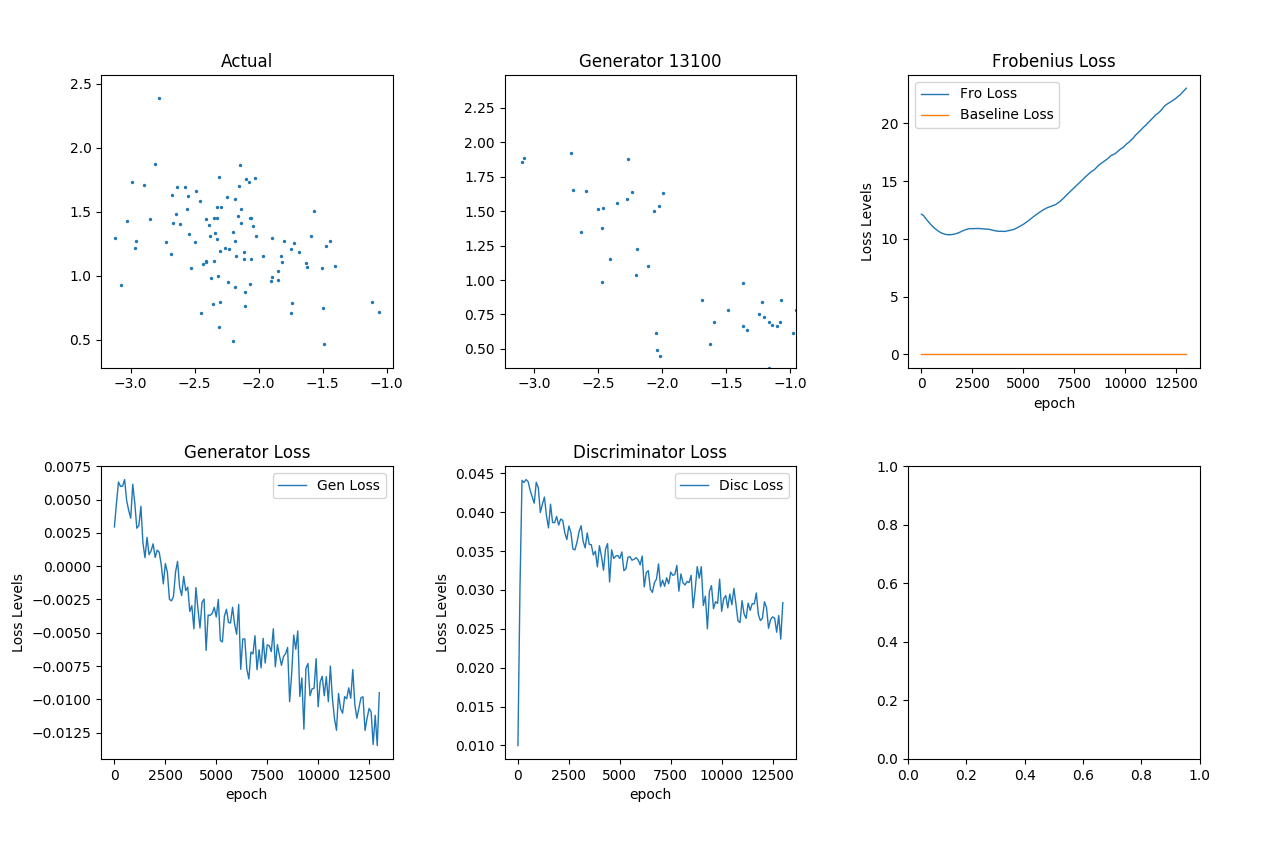 Actual
2.5
2.0
1.5
1.0
0.5
−3.0 −2.5 −2.0 −1.5 −1.0
Generator 13100
2.25
2.00
1.75
1.50
1.25
1.00
0.75
0.50
−3.0 −2.5 −2.0 −1.5 −1.0
Frobenius Loss
Fro Loss
Baseline Loss
Loss Levels
20
15
10
5
0
0 2500 5000 7500 10000 12500
epoch
Generator Loss
Gen Loss
Loss Levels
0.0075
0.0050
0.0025
0.0000
−0.0025
−0.0050
−0.0075
−0.0100
−0.0125
0 2500 5000 7500 10000 12500
epoch
Discriminator Loss
Disc Loss
Loss Levels
0.045
0.040
0.035
0.030
0.025
0.020
0.015
0.010
0 2500 5000 7500 10000 12500
epoch
1.0
0.8
0.6
0.4
0.2
0.0
0.0 0.2 0.4 0.6 0.8 1.0